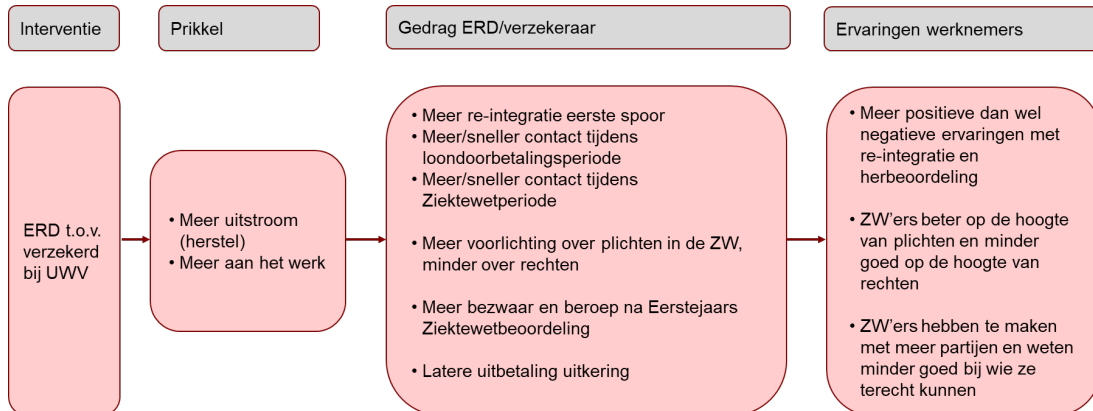 Interventie
Prikkel
Gedrag ERD/verzekeraar
Ervaringen werknemers
ERD t.o.v.
verzekerd
bij UWV
• Meer uitstroom
(herstel)
• Meer aan het werk
• Meer re-integratie eerste spoor
• Meer/sneller contact tijdens
loondoorbetalingsperiode
• Meer/sneller contact tijdens
Ziektewetperiode
• Meer voorlichting over plichten in de ZW,
minder over rechten
• Meer bezwaar en beroep na Eerstejaars
Ziektewetbeoordeling
• Latere uitbetaling uitkering
• Meer positieve dan wel
negatieve ervaringen met
re-integratie en
herbeoordeling
• ZW’ers beter op de hoogte
van plichten en minder
goed op de hoogte van
rechten
• ZW’ers hebben te maken
met meer partijen en weten
minder goed bij wie ze
terecht kunnen